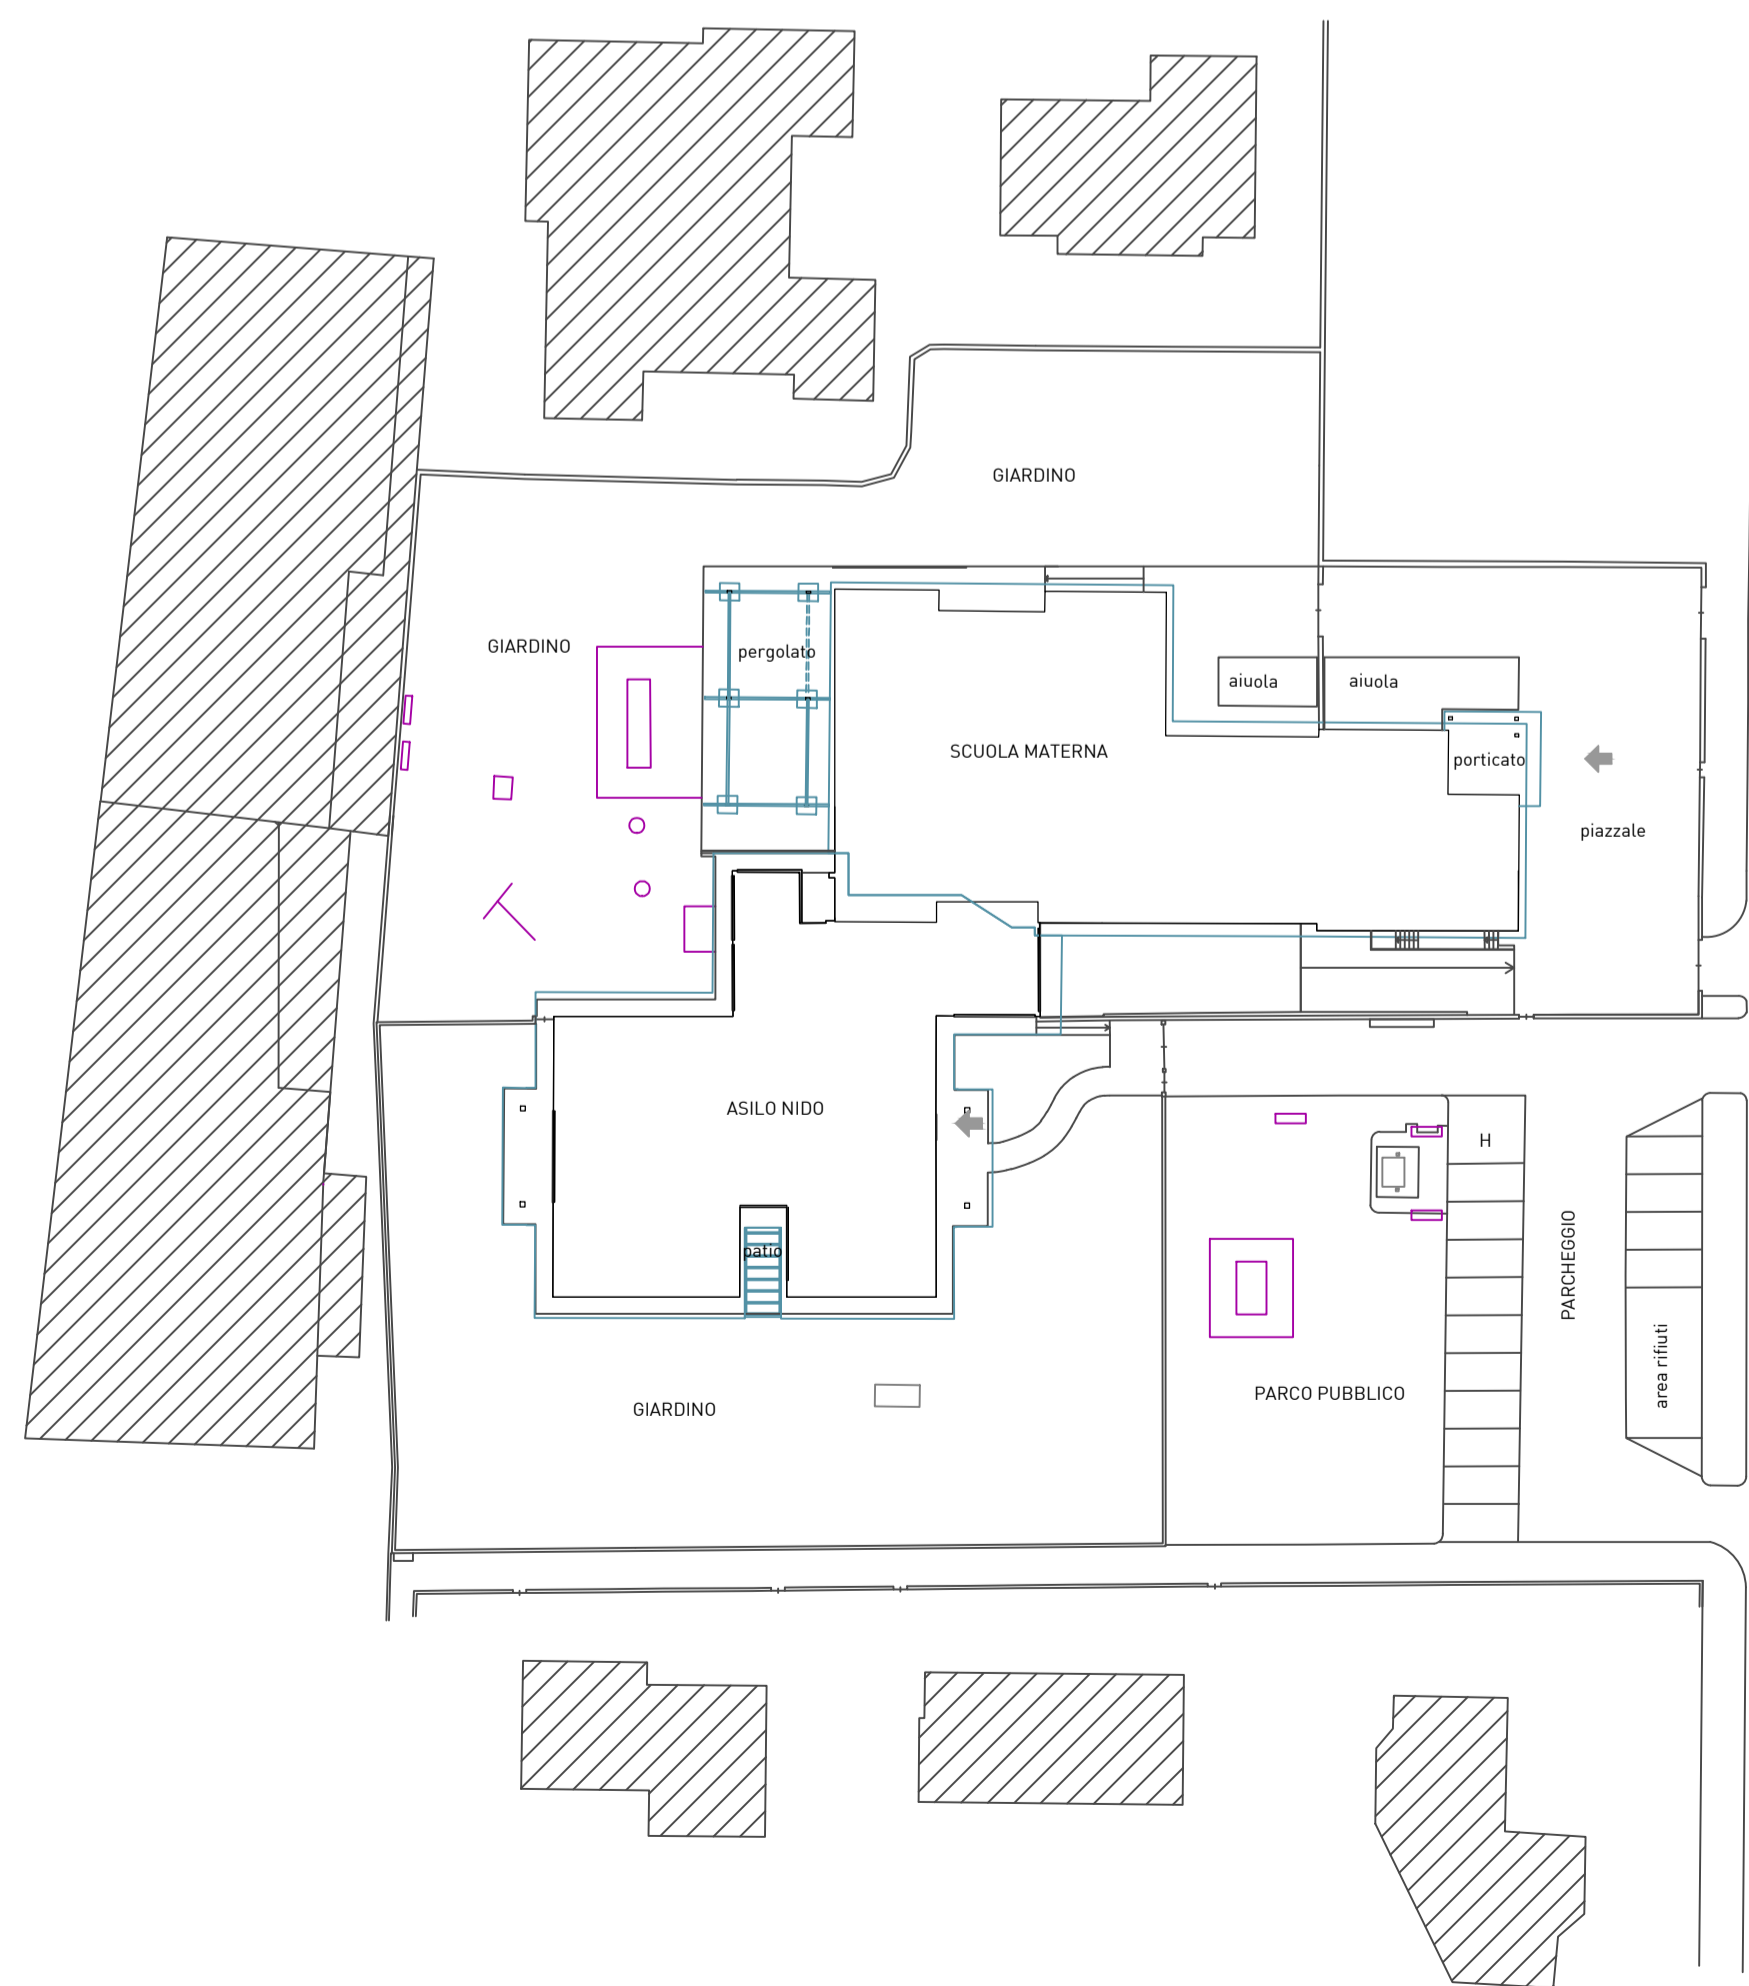 GIARDINO
GIARDINO
pergolato
aiuola
aiuola
SCUOLA MATERNA
porticato
piazzale
ASILO NIDO
H
patio
PARCHEGGIO
area rifiuti
PARCO PUBBLICO
GIARDINO